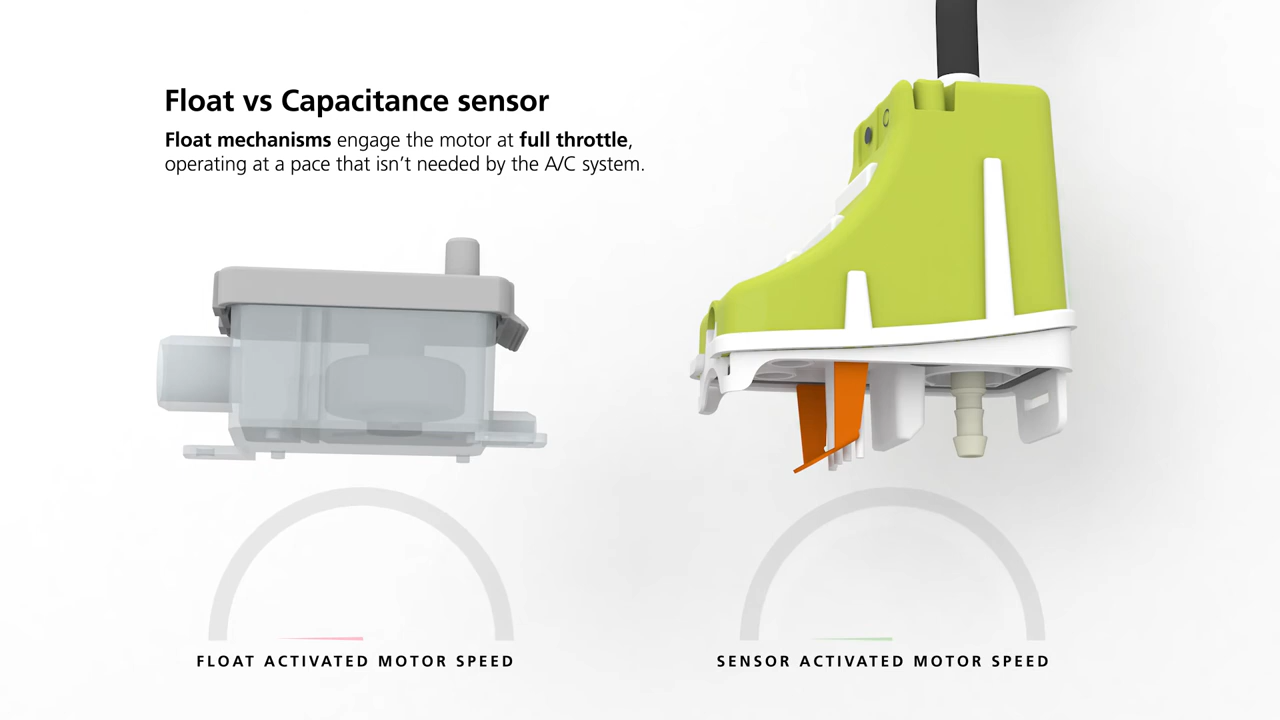 Float vs Capacitance sensor
Float mechanisms engage the motor at full throttle,
operating at a pace that isn’t needed by the A/C system.
FLOAT ACTIVATED MOTOR SPEED
SENSOR ACTIVATED MOTOR SPEED